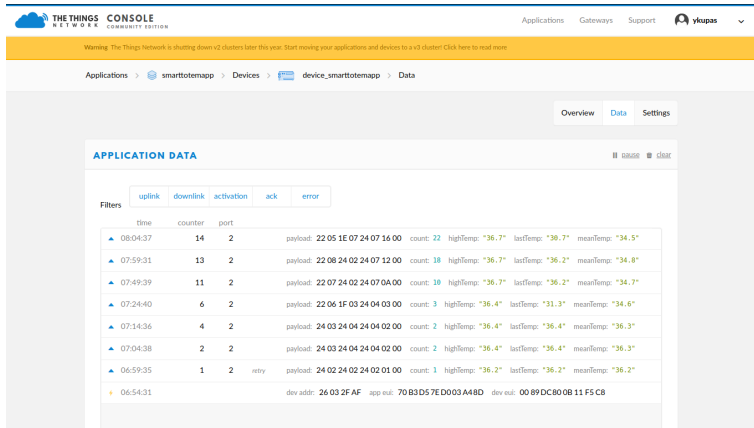 THE THINGS NETWORK CONSOLE COMMUNITY EDITION Applications Gateways Support ykupas
Warning The Things Network is shutting down v2 clusters later this year. Start moving your applications and devices to a v3 cluster! Click here to read more
Applications > smarttotemapp > Devices > device_smarttotemapp > Data
Overview Data Settings
APPLICATION DATA pause clear
Filters uplink downlink activation ack error
time counter port
08:04:37 14 2 payload: 22 05 1E 07 24 07 16 00 count: 22 highTemp: "36.7" lastTemp: "30.7" meanTemp: "34.5"
07:59:31 13 2 payload: 22 08 24 02 24 07 12 00 count: 18 highTemp: "36.7" lastTemp: "36.2" meanTemp: "34.8"
07:49:39 11 2 payload: 22 07 24 02 24 07 0A 00 count: 10 highTemp: "36.7" lastTemp: "36.2" meanTemp: "34.7"
07:24:40 6 2 payload: 22 06 1F 03 24 04 03 00 count: 3 highTemp: "36.4" lastTemp: "31.3" meanTemp: "34.6"
07:14:36 4 2 payload: 24 03 24 04 24 04 02 00 count: 2 highTemp: "36.4" lastTemp: "36.4" meanTemp: "36.3"
07:04:38 2 2 payload: 24 03 24 04 24 04 02 00 count: 2 highTemp: "36.4" lastTemp: "36.4" meanTemp: "36.3"
06:59:35 1 2 retry payload: 24 02 24 02 24 02 01 00 count: 1 highTemp: "36.2" lastTemp: "36.2" meanTemp: "36.2"
06:54:31 dev addr: 26 03 2F AF app eui: 70 B3 D5 7E D0 03 A4 8D dev eui: 00 89 DC 80 0B 11 F5 C8